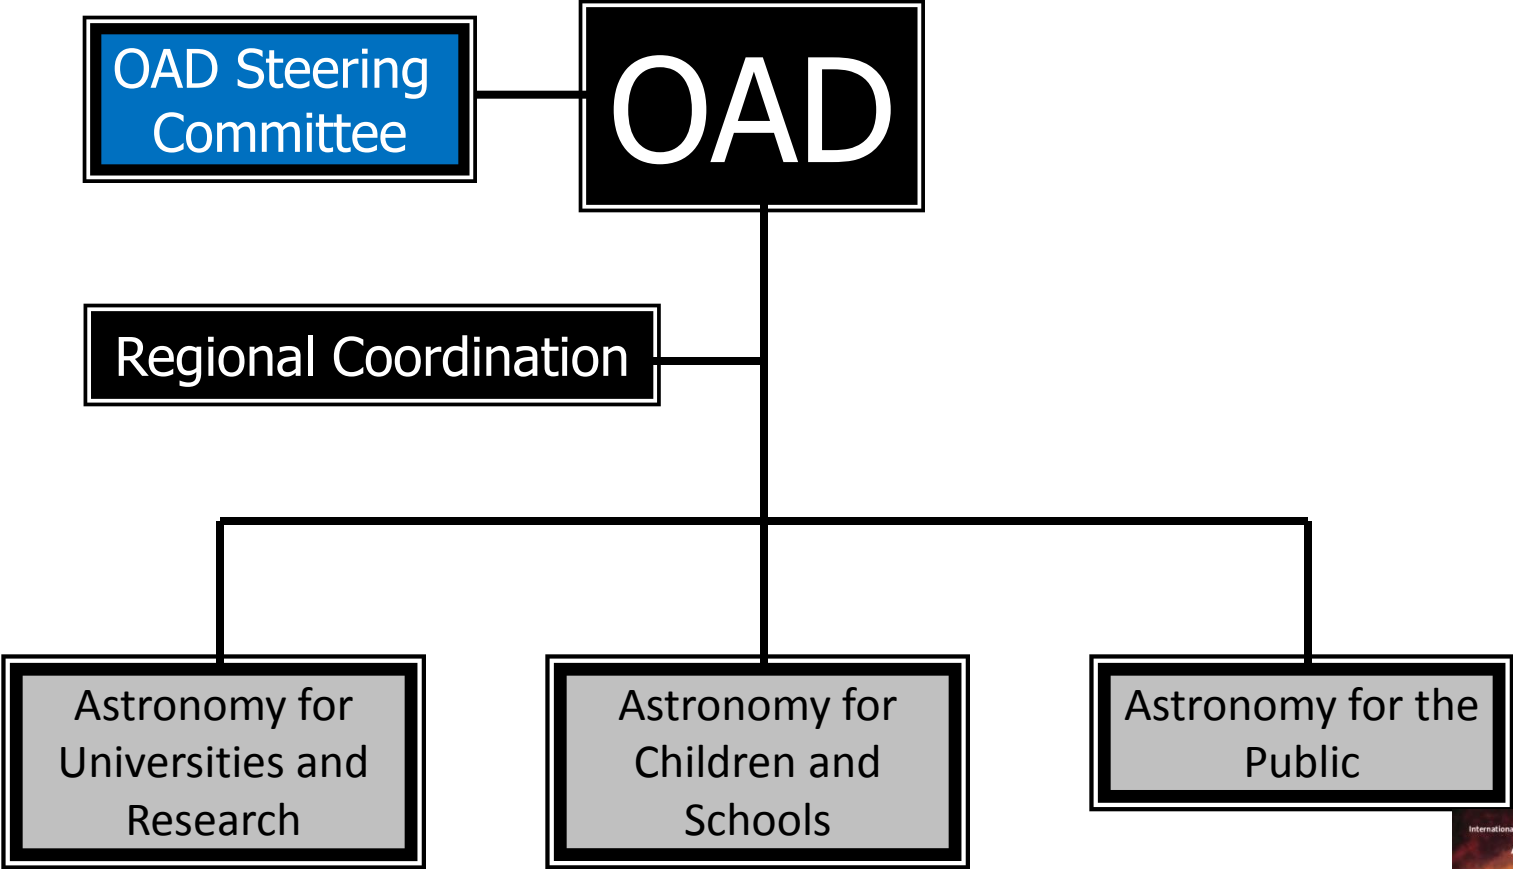 OAD Steering
Committee
OAD
Regional Coordination
Astronomy for
Universities and
Research
Astronomy for
Children and
Schools
Astronomy for the
Public